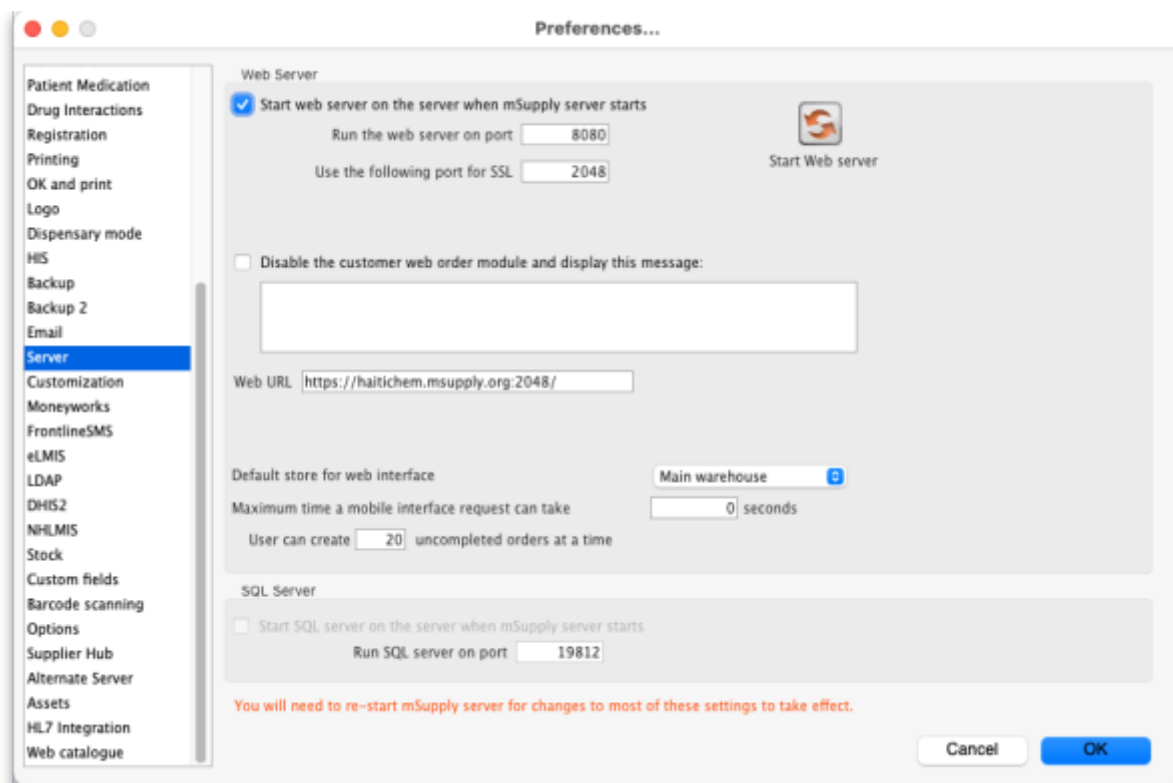 Preferences...
Patient Medication
Drug Interactions
Registration
Printing
OK and print
Logo
Dispensary mode
HIS
Backup
Backup 2
Email
Server
Customization
Moneyworks
FrontlineSMS
eLMIS
LDAP
DHIS2
NHLMIS
Stock
Custom fields
Barcode scanning
Options
Supplier Hub
Alternate Server
Assets
HL7 Integration
Web catalogue
Web Server
Start web server on the server when mSupply server starts
Run the web server on port 8080
Use the following port for SSL 2048
Start Web server
Disable the customer web order module and display this message:
Web URL https://haitichem.msupply.org:2048/
Default store for web interface Main warehouse
Maximum time a mobile interface request can take 0 seconds
User can create 20 uncompleted orders at a time
SQL Server
Start SQL server on the server when mSupply server starts
Run SQL server on port 19812
You will need to re-start mSupply server for changes to most of these settings to take effect.
Cancel OK